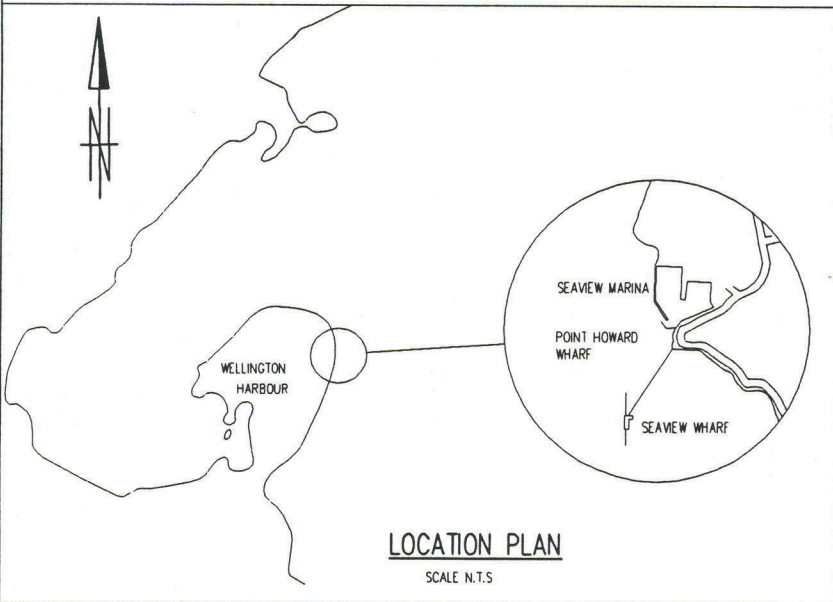 N
WELLINGTON
HARBOUR
SEAVIEW MARINA
POINT HOWARD
WHARF
SEAVIEW WHARF
LOCATION PLAN
SCALE N.T.S